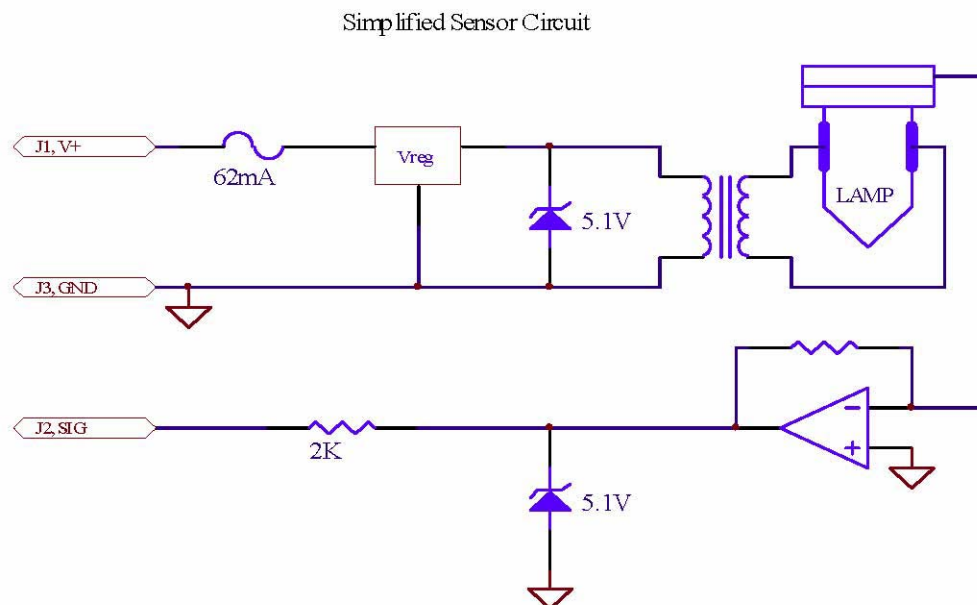 Simplified Sensor Circuit
J1, V+
62mA
Vreg
5.1V
LAMP
J3, GND
J2, SIG
2K
5.1V